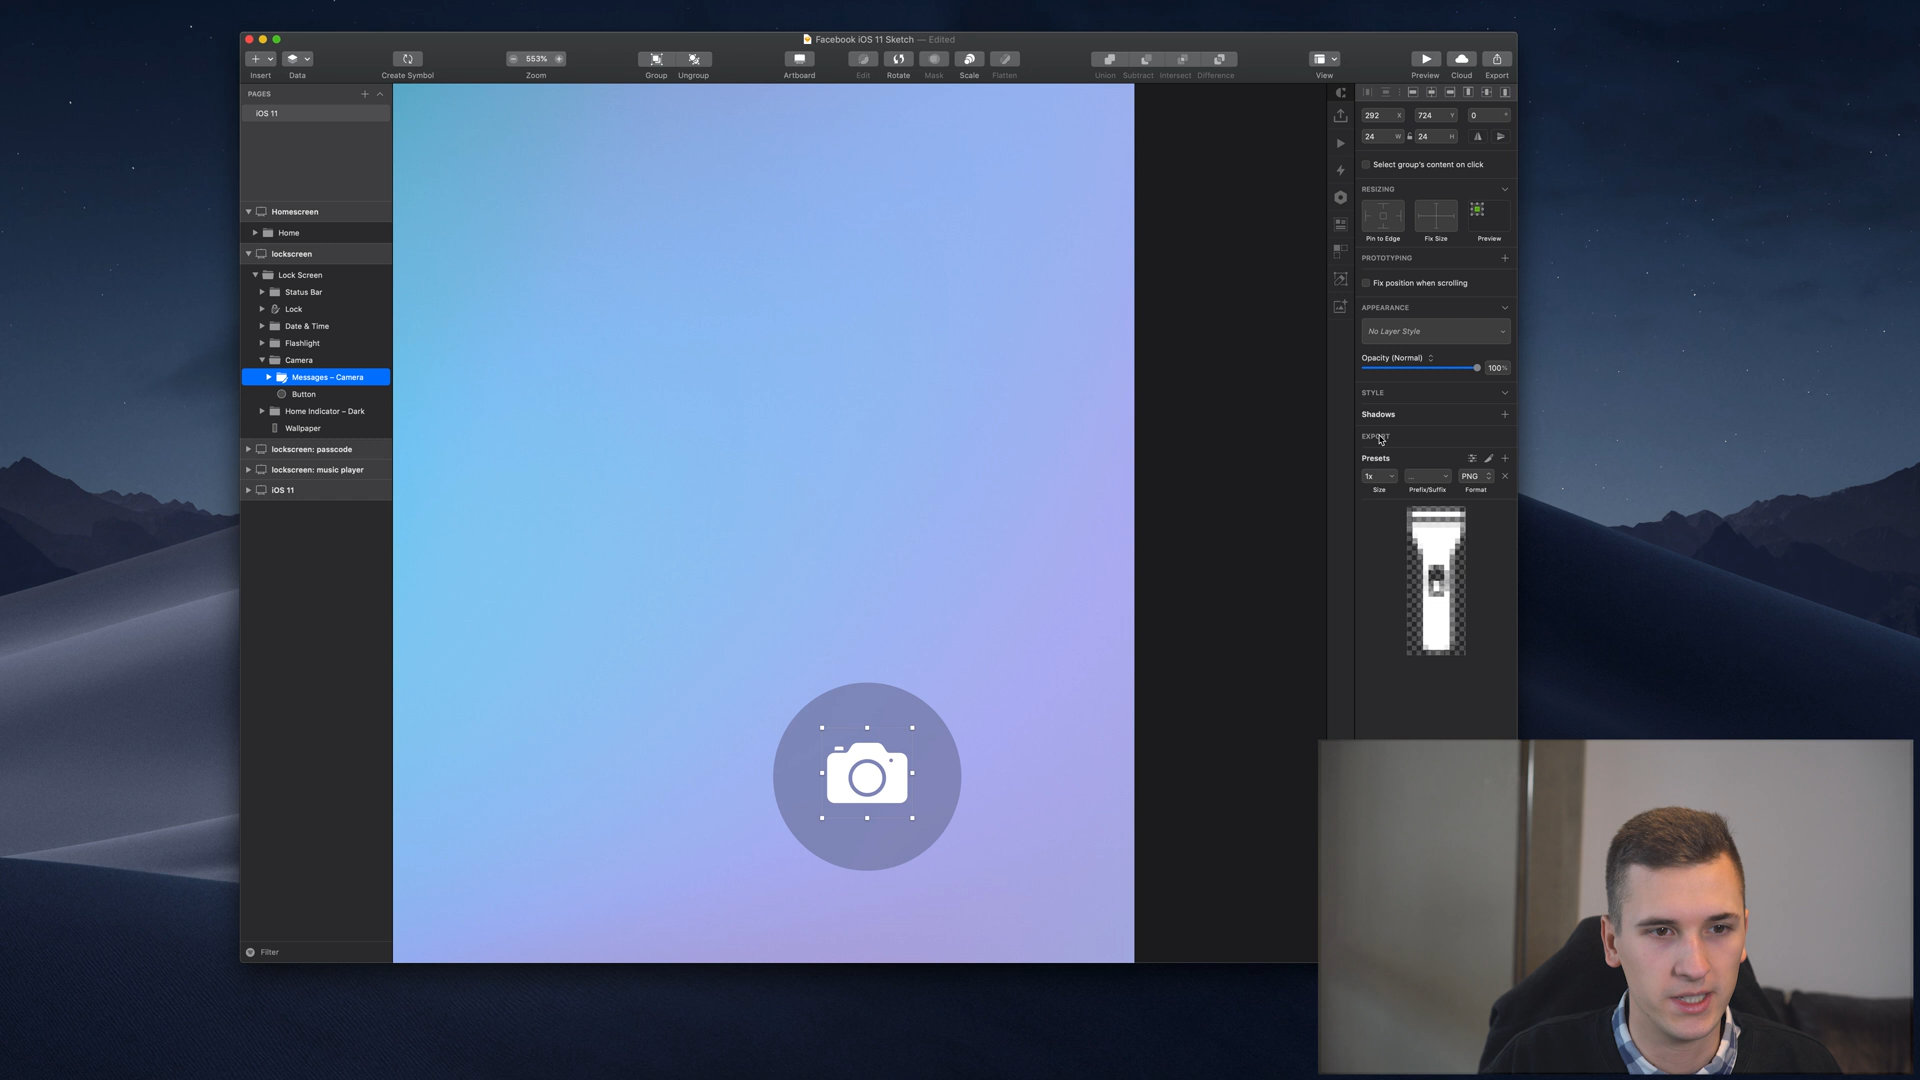 Facebook iOS 11 Sketch — Edited
553%
Insert
Data
Create Symbol
Zoom
Group
Ungroup
Artboard
Edit
Rotate
Mask
Scale
Flatten
Union
Subtract
Intersect
Difference
View
Preview
Cloud
Export
PAGES
iOS 11
Homescreen
Home
lockscreen
Lock Screen
Status Bar
Lock
Date & Time
Flashlight
Camera
Messages – Camera
Button
Home Indicator – Dark
Wallpaper
lockscreen: passcode
lockscreen: music player
iOS 11
Filter
292 X 724 Y 0 °
24 W 24 H
Select group's content on click
RESIZING
Pin to Edge
Fix Size
Preview
PROTOTYPING
Fix position when scrolling
APPEARANCE
No Layer Style
Opacity (Normal)
100%
STYLE
Shadows
EXPORT
Presets
1x ... PNG
Size
Prefix/Suffix
Format